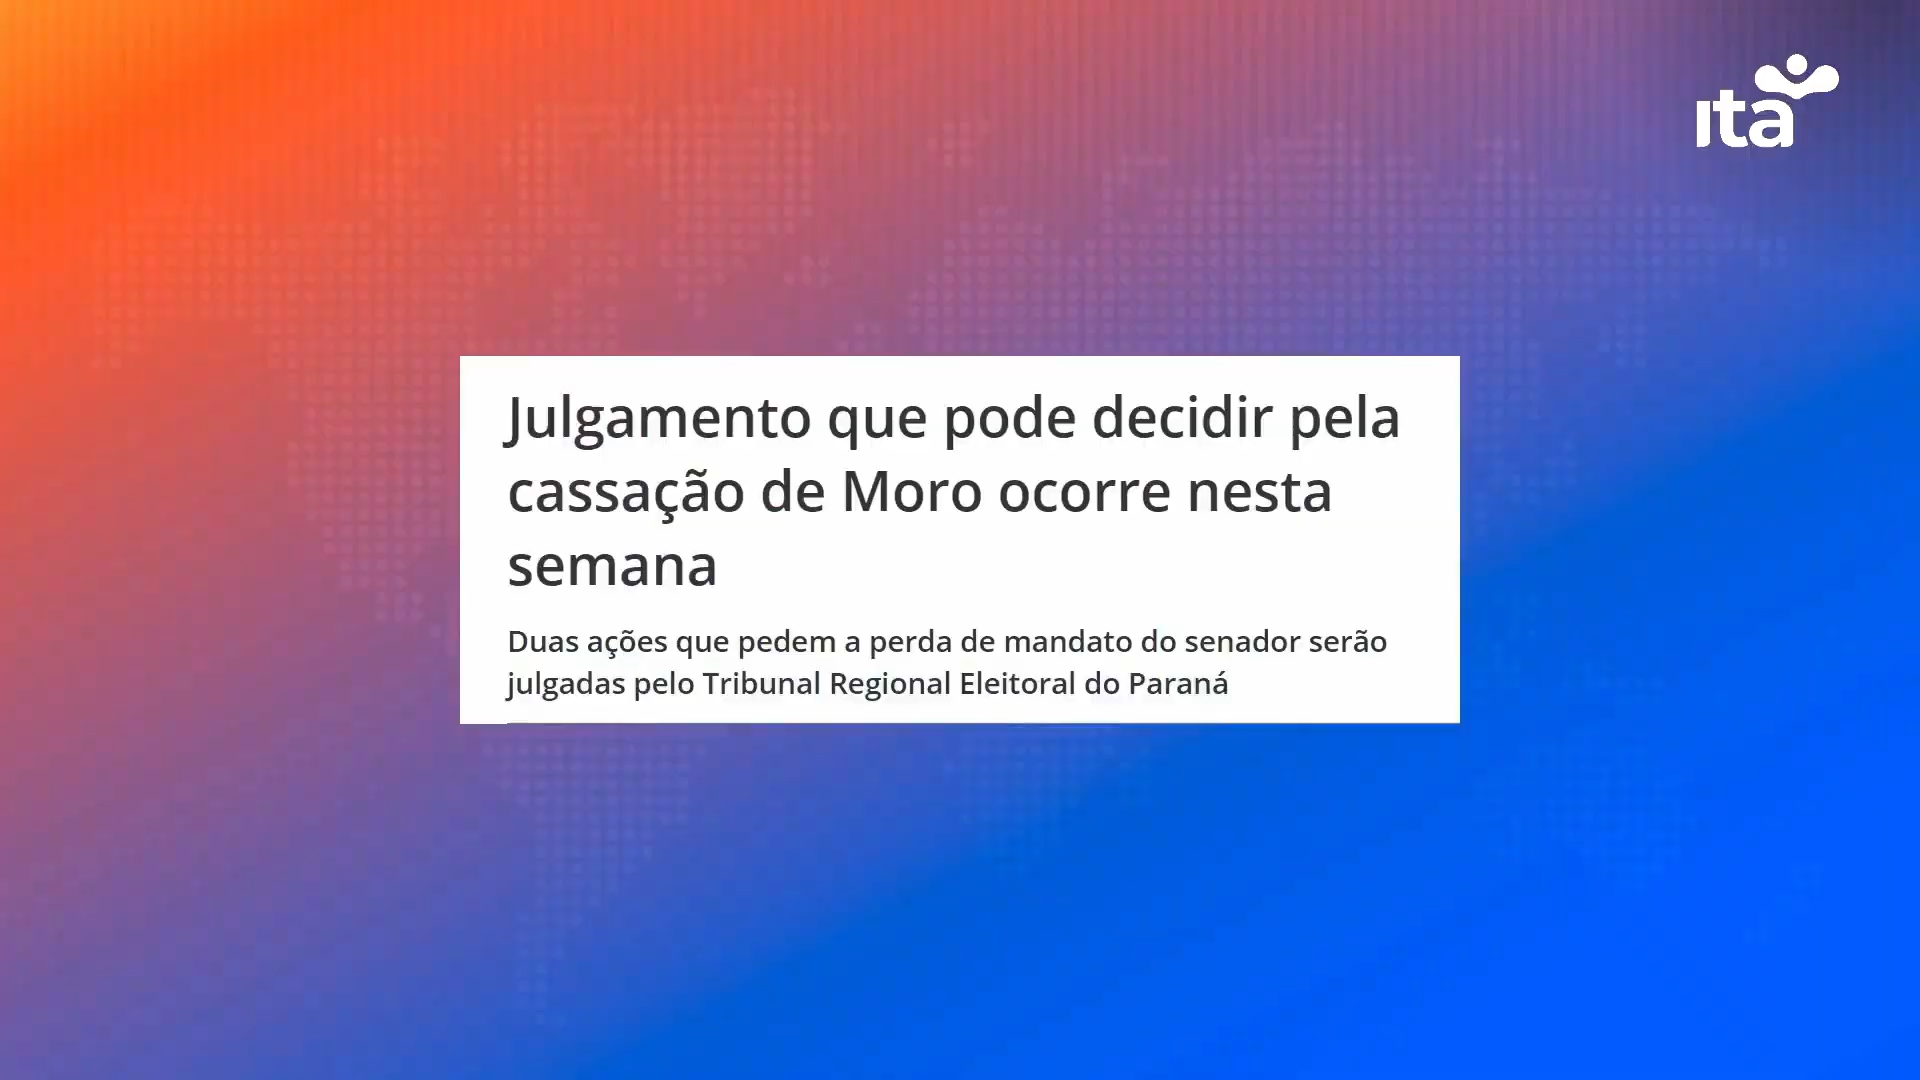 ita
Julgamento que pode decidir pela
cassação de Moro ocorre nesta
semana
Duas ações que pedem a perda de mandato do senador serão
julgadas pelo Tribunal Regional Eleitoral do Paraná